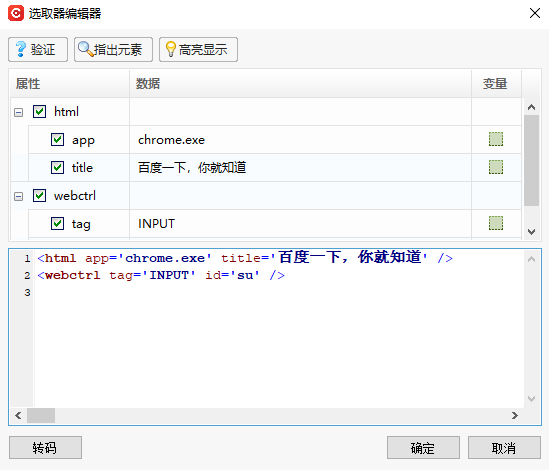 选取器编辑器
验证 指出元素 高亮显示
属性 数据 变量
html
app chrome.exe
title 百度一下，你就知道
webctrl
tag INPUT
1 <html app='chrome.exe' title='百度一下，你就知道' />
2 <webctrl tag='INPUT' id='su' />
3
转码 确定 取消